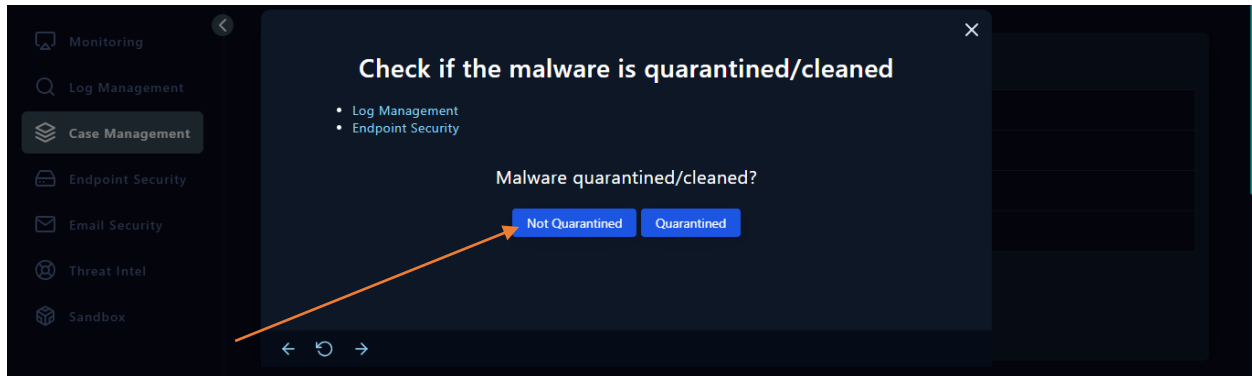 Monitoring
Log Management
Case Management
Endpoint Security
Email Security
Threat Intel
Sandbox
Check if the malware is quarantined/cleaned
Log Management
Endpoint Security
Malware quarantined/cleaned?
Not Quarantined Quarantined